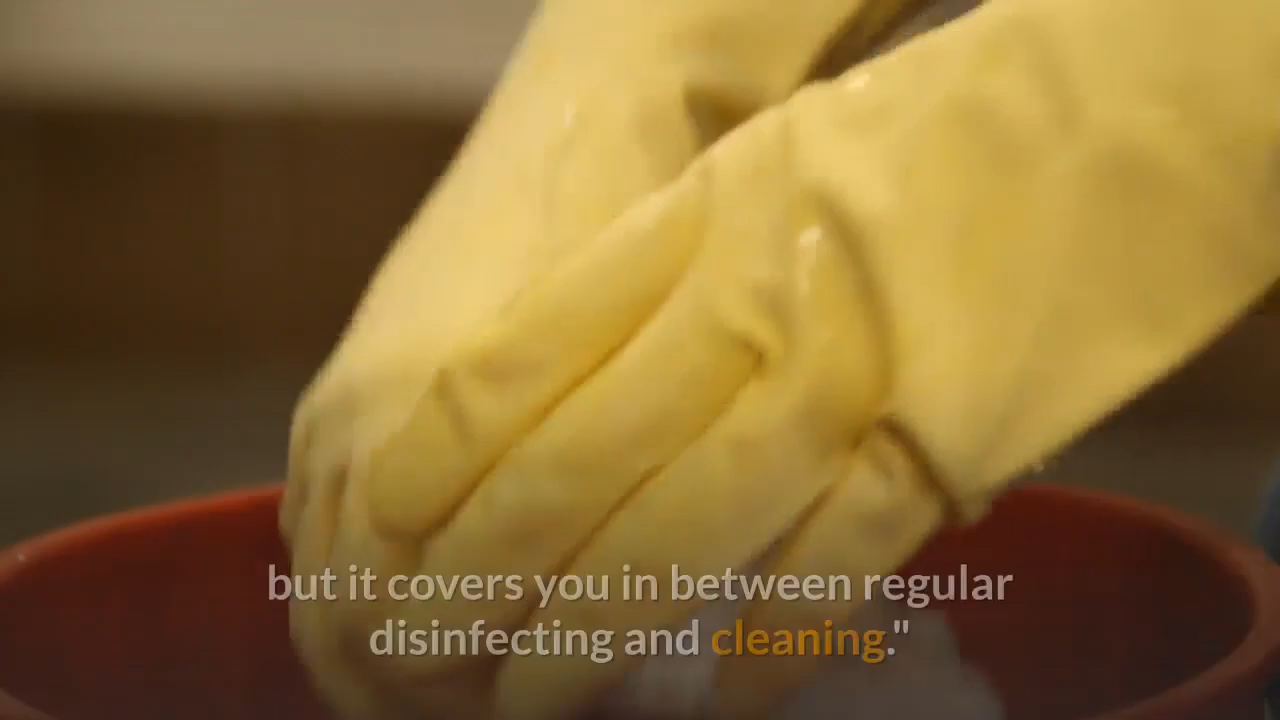 but it covers you in between regular
disinfecting and cleaning."